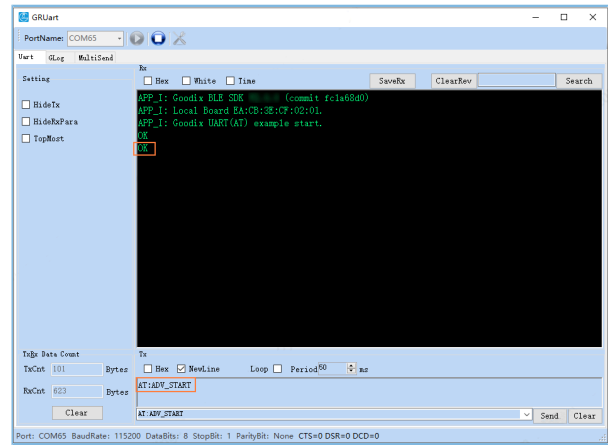 GRUart
PortName: COM65
Uart GLog MultiSend
Setting
HideTx
HideRxPara
TopMost
Rx
Hex White Time SaveRx ClearRev Search
APP_I: Goodix BLE SDK (commit fc1a68d0)
APP_I: Local Board EA:CB:3E:CF:02:01.
APP_I: Goodix UART(AT) example start.
OK
OK
TxRx Data Count
TxCnt 101 Bytes
RxCnt 623 Bytes
Clear
Tx
Hex NewLine Loop Period 60 ms
AT:ADV_START
AT:ADV_START
Send Clear
Port: COM65 BaudRate: 115200 DataBits: 8 StopBit: 1 ParityBit: None CTS=0 DSR=0 DCD=0